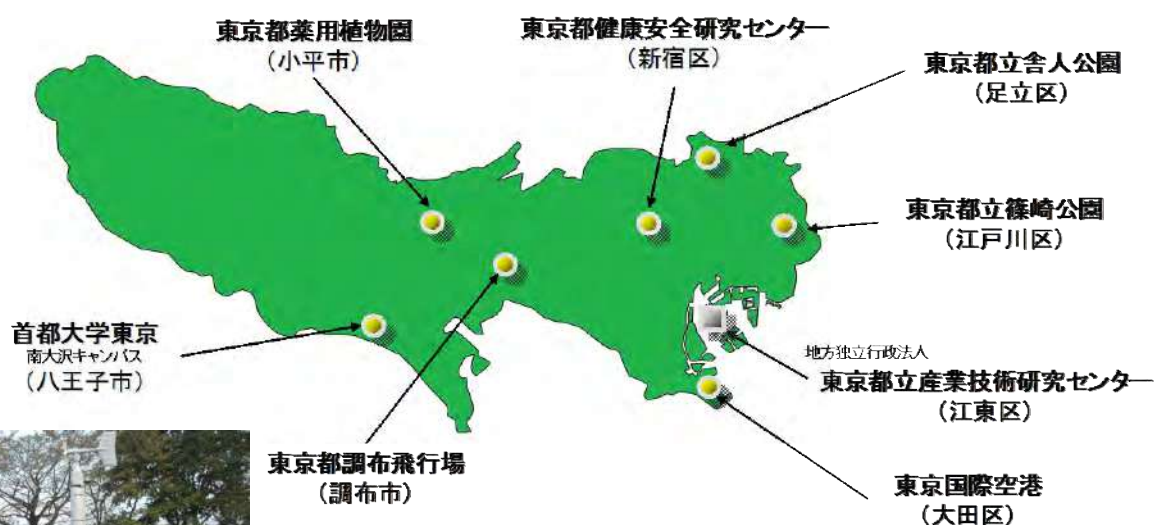 東京都薬用植物園
(小平市)
東京都健康安全研究センター
(新宿区)
東京都立舎人公園
(足立区)
東京都立篠崎公園
(江戸川区)
首都大学東京
南大沢キャンパス
(八王子市)
地方独立行政法人
東京都立産業技術研究センター
(江東区)
東京都調布飛行場
(調布市)
東京国際空港
(大田区)